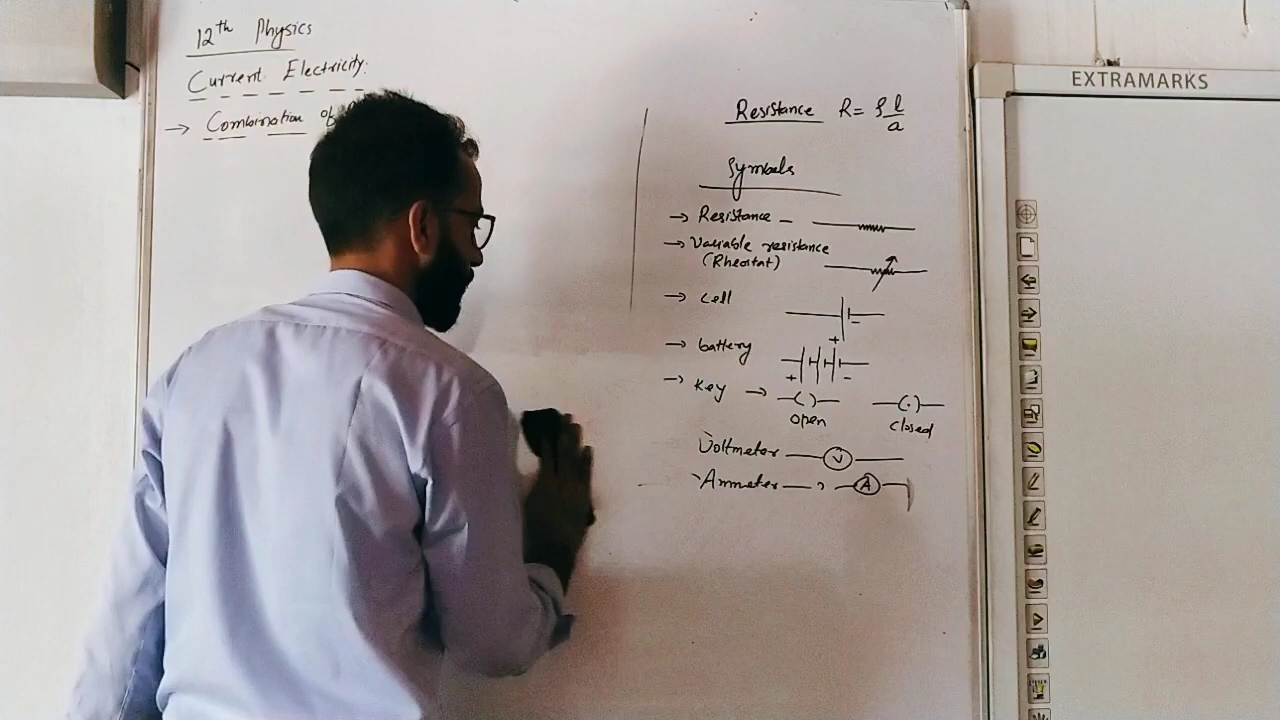 12th Physics
Current Electricity:
→ Combination of
Resistance R = ρ l/a
Symbols
→ Resistance –
→ Variable resistance
(Rheostat)
→ Cell
+ –
→ battery
+ –
→ Key →
open closed
Voltmeter V
Ammeter A
EXTRAMARKS